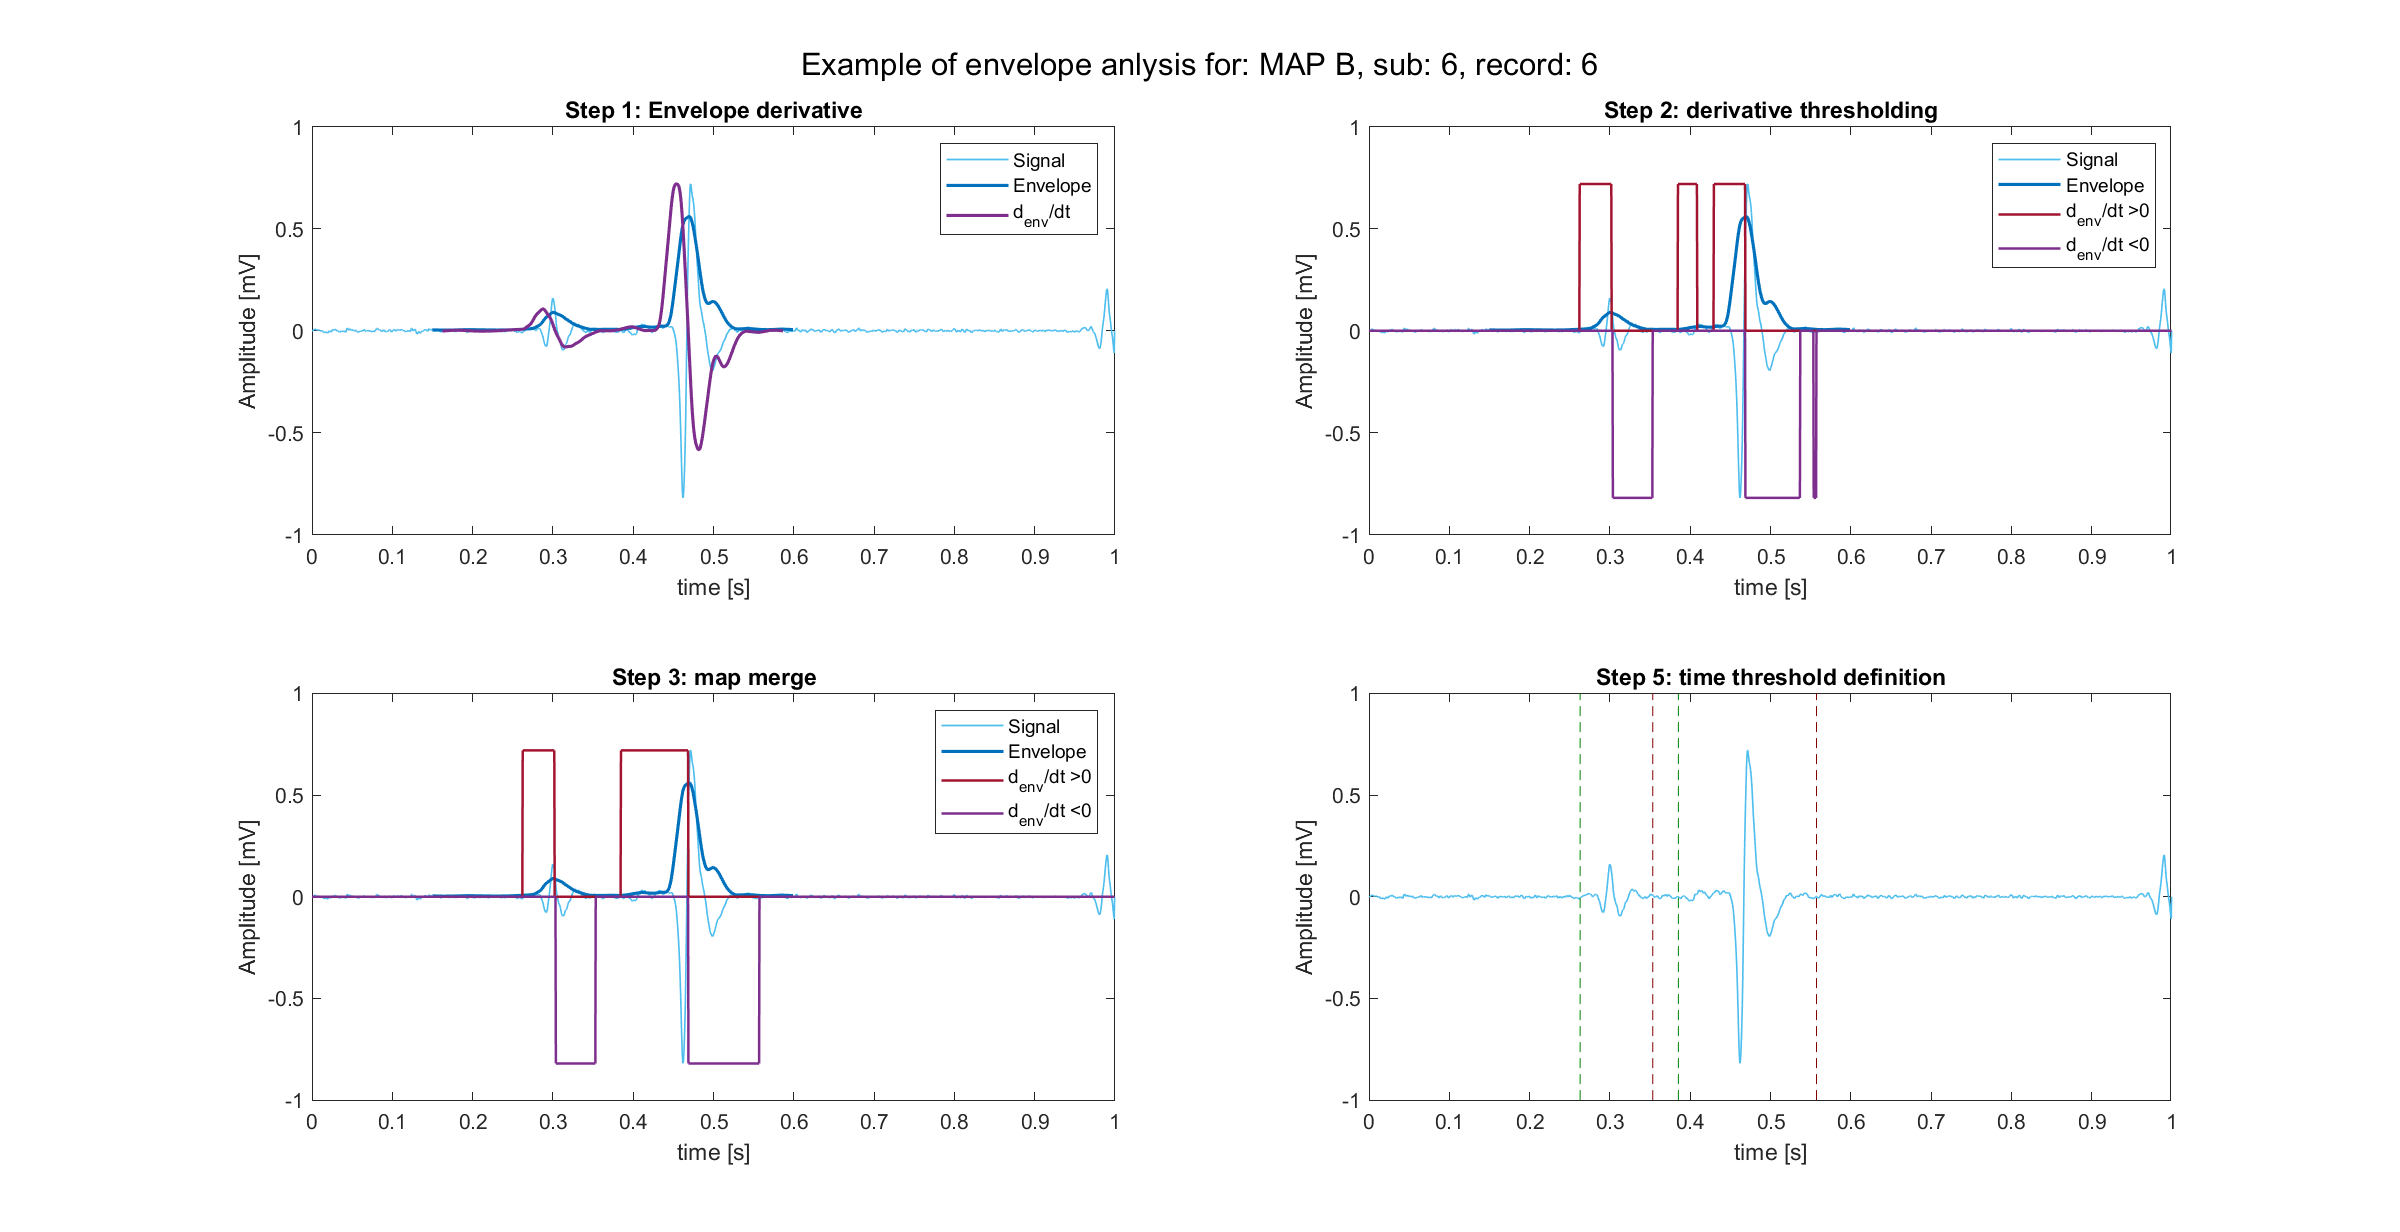 Example of envelope anlysis for: MAP B, sub: 6, record: 6
Step 1: Envelope derivative
1
0.5
0
-0.5
-1
Amplitude [mV]
0 0.1 0.2 0.3 0.4 0.5 0.6 0.7 0.8 0.9 1
time [s]
Signal
Envelope
d_env/dt
Step 2: derivative thresholding
1
0.5
0
-0.5
-1
Amplitude [mV]
0 0.1 0.2 0.3 0.4 0.5 0.6 0.7 0.8 0.9 1
time [s]
Signal
Envelope
d_env/dt >0
d_env/dt <0
Step 3: map merge
1
0.5
0
-0.5
-1
Amplitude [mV]
0 0.1 0.2 0.3 0.4 0.5 0.6 0.7 0.8 0.9 1
time [s]
Signal
Envelope
d_env/dt >0
d_env/dt <0
Step 5: time threshold definition
1
0.5
0
-0.5
-1
Amplitude [mV]
0 0.1 0.2 0.3 0.4 0.5 0.6 0.7 0.8 0.9 1
time [s]